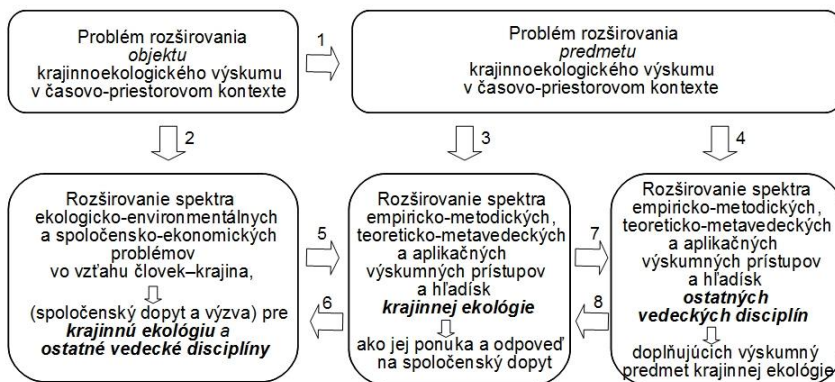 Problém rozširovania
objektu
krajinnoekologického výskumu
v časovo-priestorovom kontexte
1
Problém rozširovania
predmetu
krajinnoekologického výskumu
v časovo-priestorovom kontexte
2
3
4
Rozširovanie spektra
ekologicko-environmentálnych
a spoločensko-ekonomických
problémov
vo vzťahu človek–krajina,
(spoločenský dopyt a výzva) pre
krajinnú ekológiu a
ostatné vedecké disciplíny
5
6
Rozširovanie spektra
empiricko-metodických,
teoreticko-metavedeckých
a aplikačných
výskumných prístupov
a hľadísk
krajinnej ekológie
ako jej ponuka a odpoveď
na spoločenský dopyt
7
8
Rozširovanie spektra
empiricko-metodických,
teoreticko-metavedeckých
a aplikačných
výskumných prístupov
a hľadísk
ostatných
vedeckých disciplín
doplňujúcich výskumný
predmet krajinnej ekológie